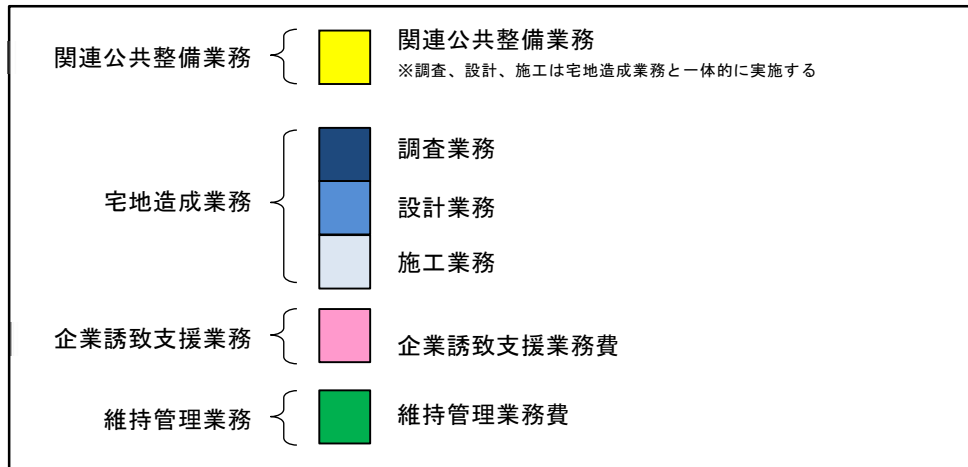 関連公共整備業務
関連公共整備業務
※調査、設計、施工は宅地造成業務と一体的に実施する
宅地造成業務
調査業務
設計業務
施工業務
企業誘致支援業務
企業誘致支援業務費
維持管理業務
維持管理業務費